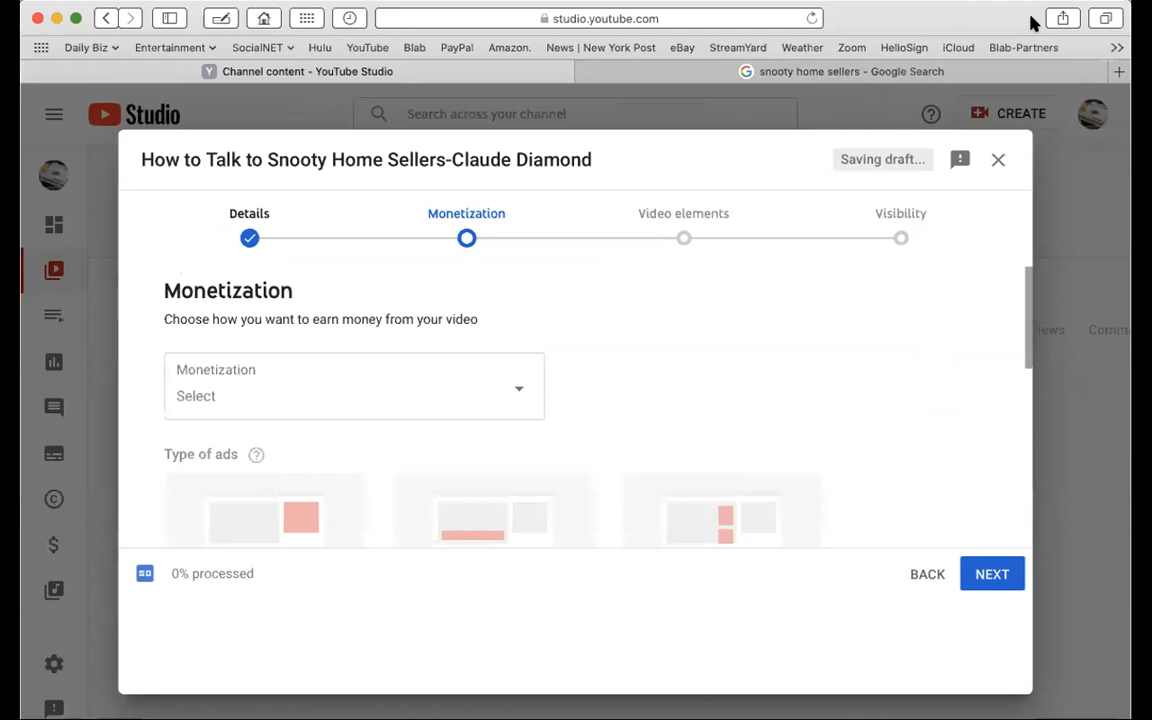 studio.youtube.com
Daily Biz Entertainment SocialNET Hulu YouTube Blab PayPal Amazon. News | New York Post eBay StreamYard Weather Zoom HelloSign iCloud Blab-Partners
Y Channel content - YouTube Studio
G snooty home sellers - Google Search
Studio
Search across your channel
CREATE
How to Talk to Snooty Home Sellers-Claude Diamond
Saving draft...
Details Monetization Video elements Visibility
Monetization
Choose how you want to earn money from your video
Monetization
Select
Type of ads
SD 0% processed
BACK NEXT